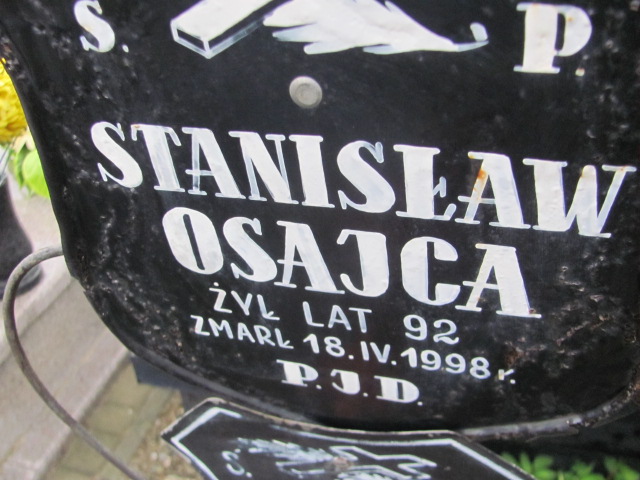 S. P
STANISŁAW
OSAJCA
ŻYŁ LAT 92
ZMARŁ 18.IV.1998 r.
P.J.D.
S.